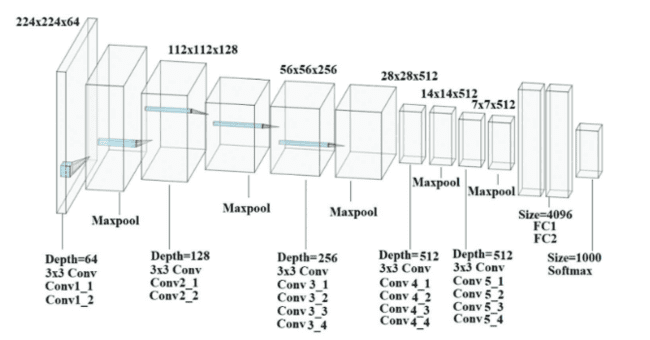 224x224x64
112x112x128
56x56x256
28x28x512
14x14x512
7x7x512
Maxpool
Maxpool
Maxpool
Maxpool
Maxpool
Size=4096
FC1
FC2
Size=1000
Softmax
Depth=64
3x3 Conv
Conv1_1
Conv1_2
Depth=128
3x3 Conv
Conv2_1
Conv2_2
Depth=256
3x3 Conv
Conv 3_1
Conv 3_2
Conv 3_3
Conv 3_4
Depth=512
3x3 Conv
Conv 4_1
Conv 4_2
Conv 4_3
Conv 4_4
Depth=512
3x3 Conv
Conv 5_1
Conv 5_2
Conv 5_3
Conv 5_4